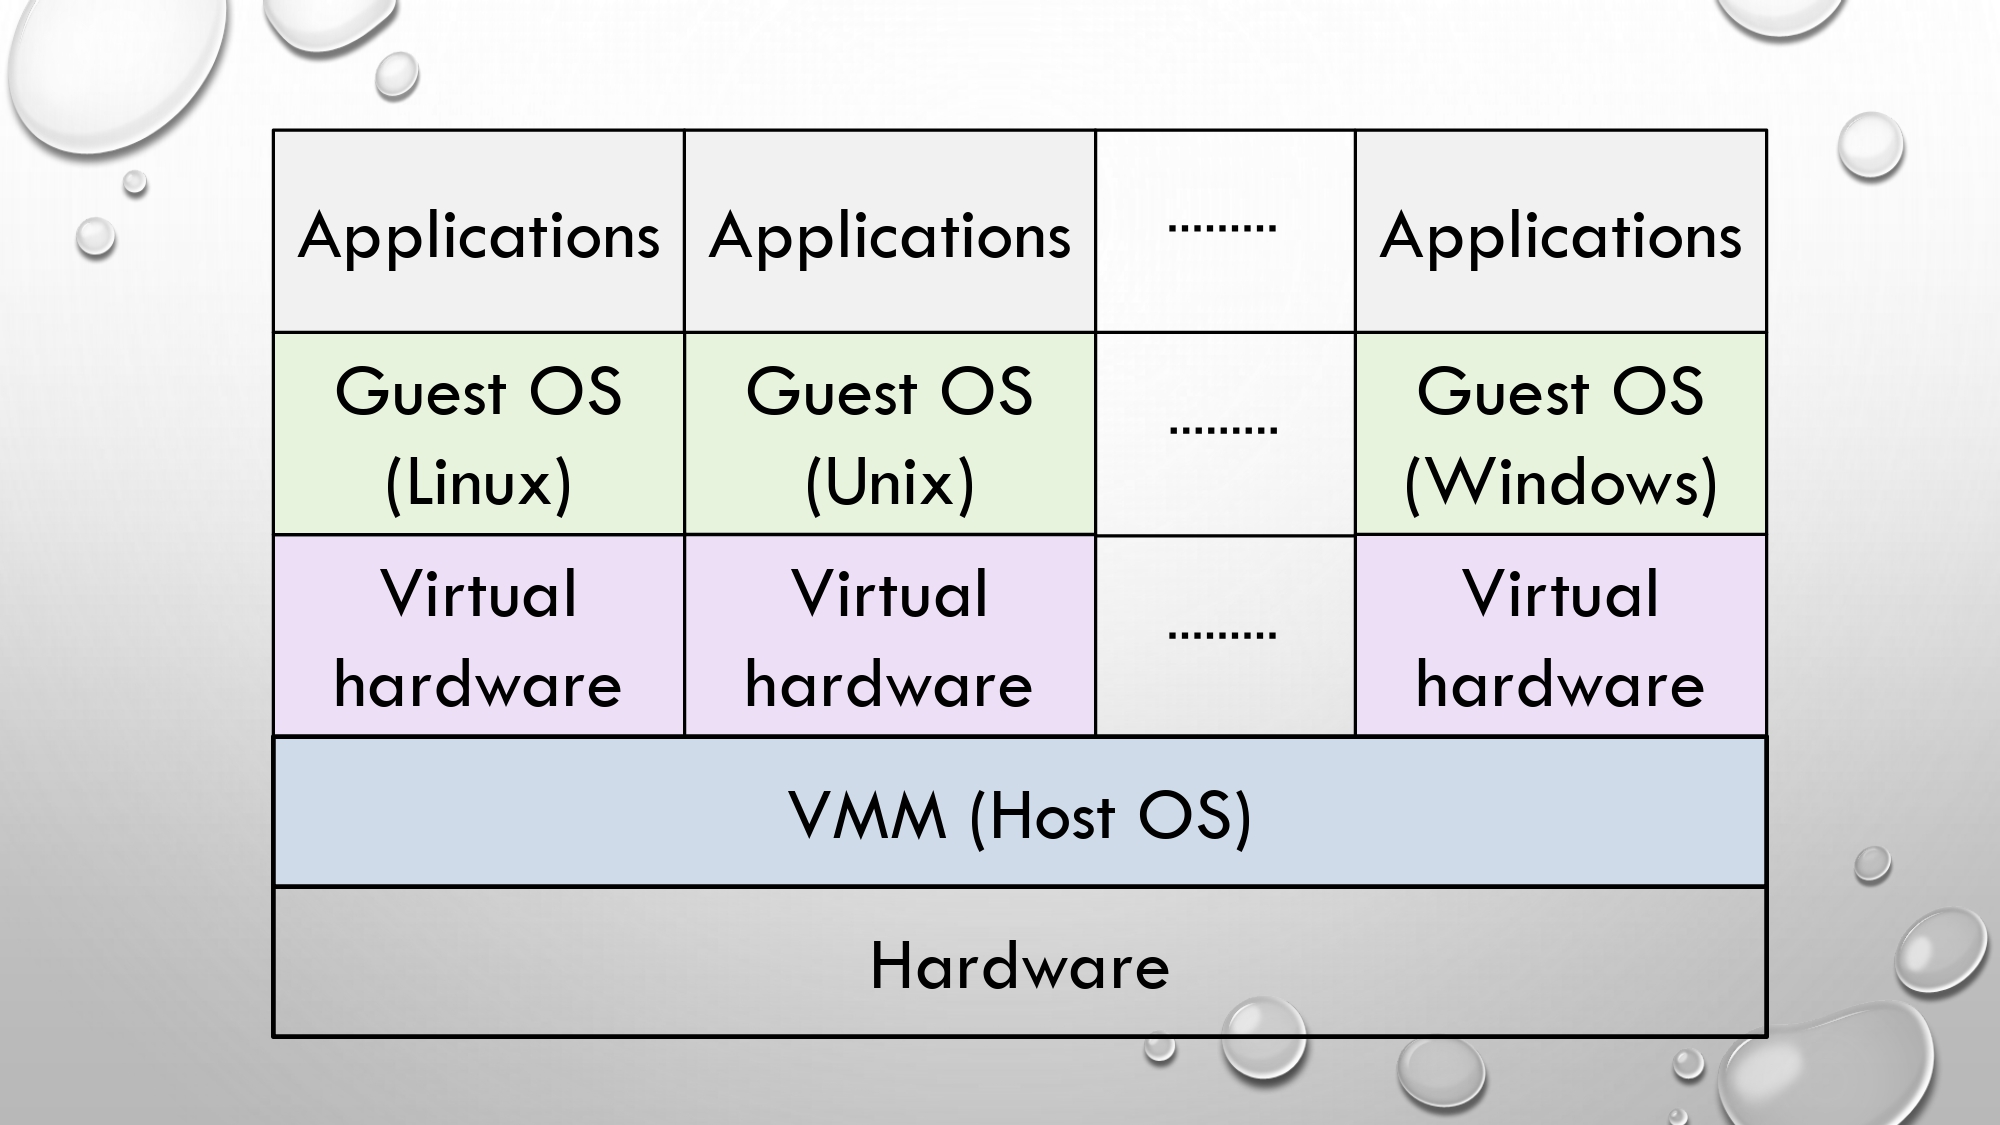 Applications Applications ......... Applications
Guest OS Guest OS ......... Guest OS
(Linux) (Unix) (Windows)
Virtual Virtual ......... Virtual
hardware hardware hardware
VMM (Host OS)
Hardware